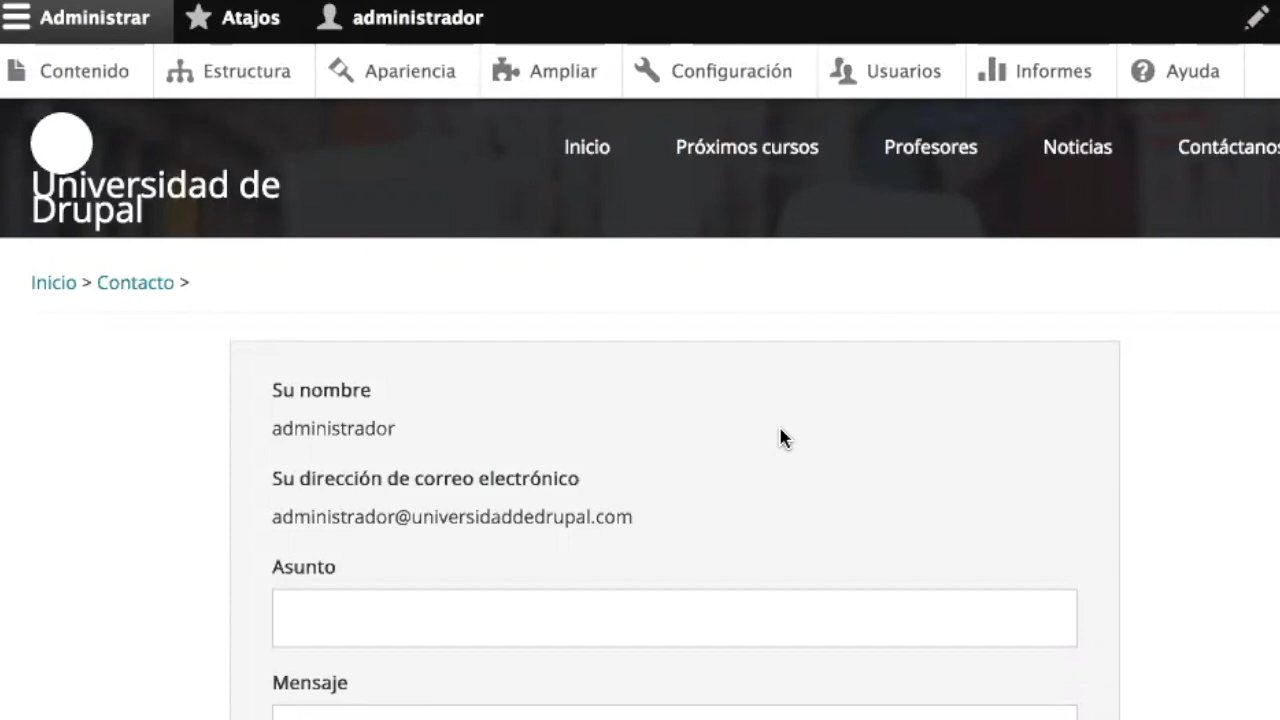 Administrar Atajos administrador
Contenido Estructura Apariencia Ampliar Configuración Usuarios Informes Ayuda
Universidad de
Drupal
Inicio Próximos cursos Profesores Noticias Contáctanos
Inicio > Contacto >
Su nombre
administrador
Su dirección de correo electrónico
administrador@universidaddedrupal.com
Asunto
Mensaje